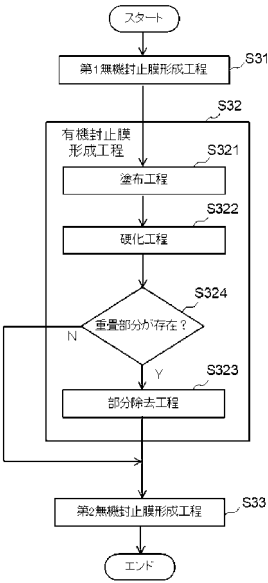 スタート
第1無機封止膜形成工程
S31
S32
有機封止膜
形成工程
S321
塗布工程
S322
硬化工程
S324
重畳部分が存在?
N
Y
S323
部分除去工程
第2無機封止膜形成工程
S33
エンド